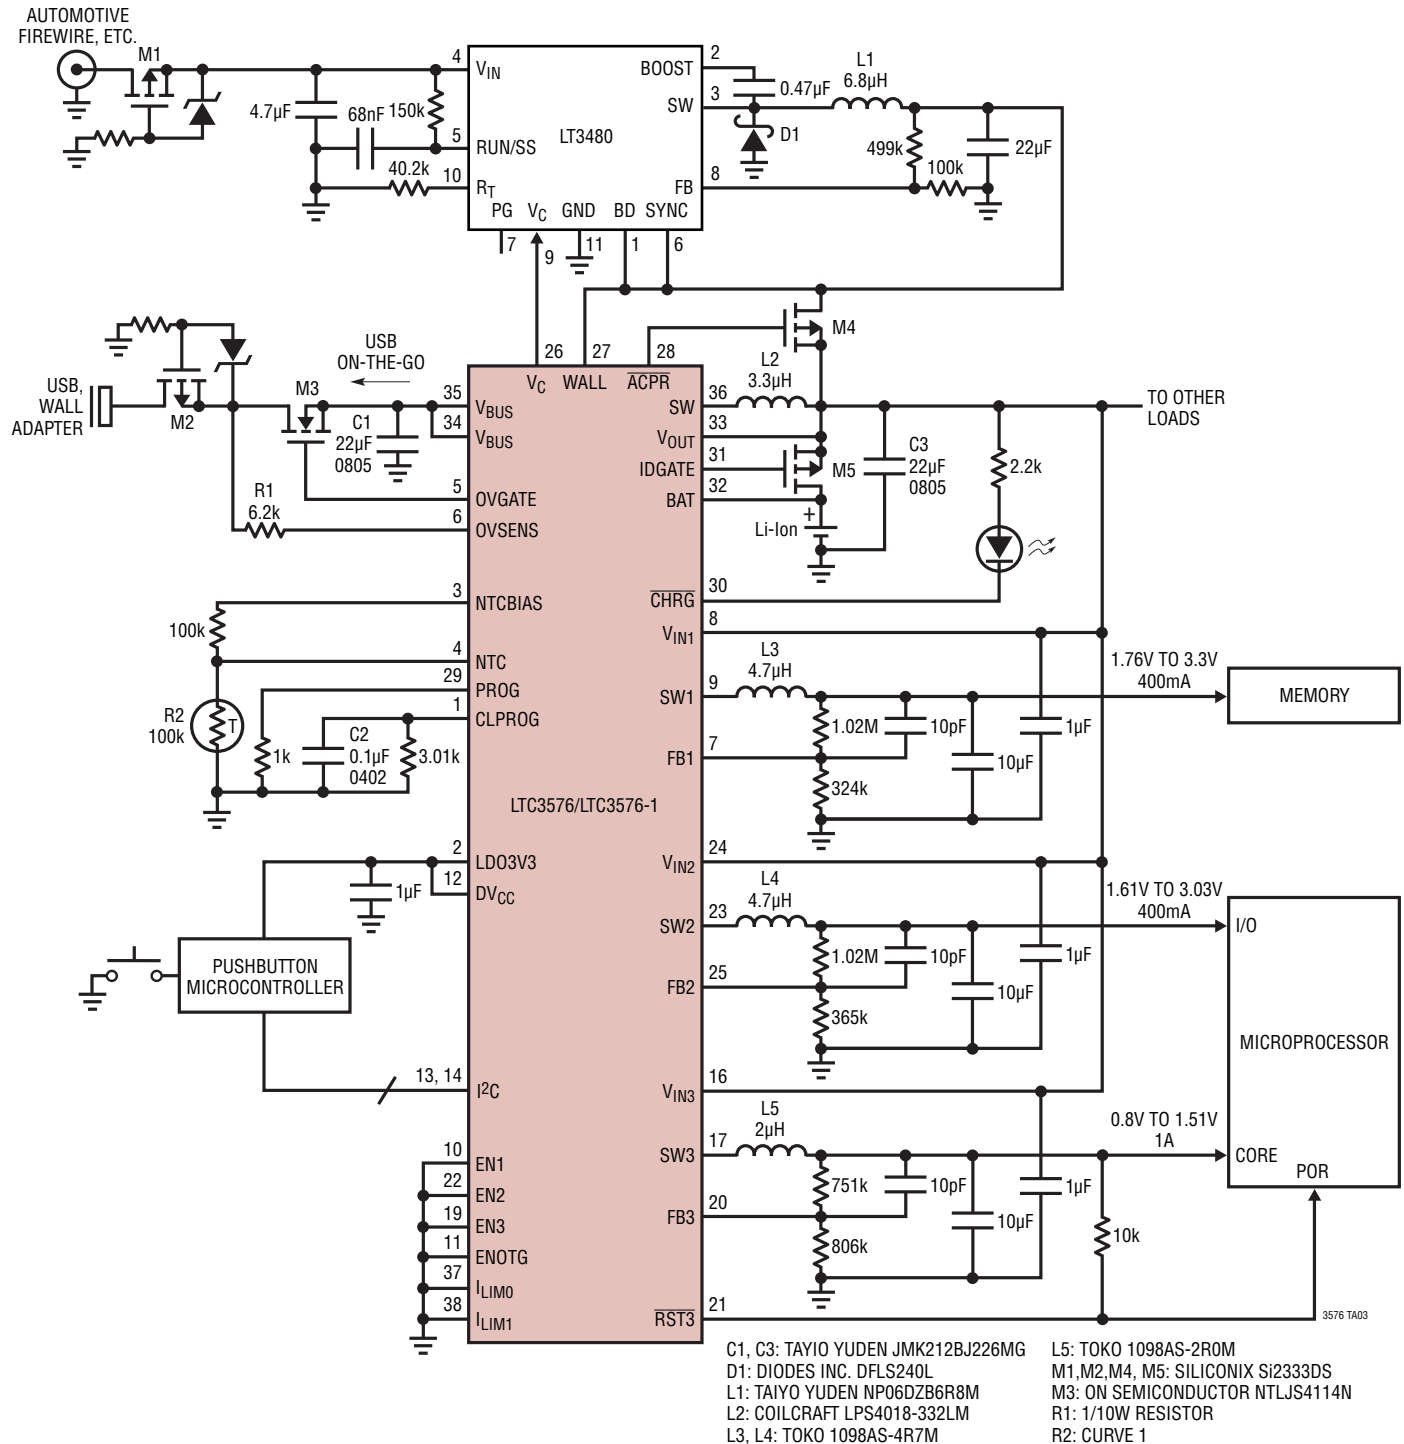 AUTOMOTIVE
FIREWIRE, ETC.
M1
4
VIN
4.7µF
68nF
150k
5
RUN/SS
40.2k
10
RT
LT3480
PG
VC
GND
BD
SYNC
7
9
11
1
6
BOOST
2
0.47µF
SW
3
D1
L1
6.8µH
499k
100k
22µF
FB
8
USB,
WALL
ADAPTER
M2
M3
USB
ON-THE-GO
C1
22µF
0805
R1
6.2k
26
27
28
VC
WALL
ACPR
M4
35
VBUS
34
VBUS
5
OVGATE
6
OVSENS
L2
3.3µH
SW
36
VOUT
33
IDGATE
31
BAT
32
M5
Li-Ion
+
C3
22µF
0805
2.2k
TO OTHER
LOADS
CHRG
30
3
NTCBIAS
100k
4
NTC
29
PROG
1
CLPROG
R2
100k
T
1k
C2
0.1µF
0402
3.01k
LTC3576/LTC3576-1
VIN1
8
L3
4.7µH
SW1
9
1.02M
10pF
1µF
FB1
7
10µF
324k
1.76V TO 3.3V
400mA
MEMORY
2
LDO3V3
12
DVCC
1µF
PUSHBUTTON
MICROCONTROLLER
13, 14
I2C
VIN2
24
L4
4.7µH
SW2
23
1.02M
10pF
1µF
FB2
25
10µF
365k
1.61V TO 3.03V
400mA
I/O
MICROPROCESSOR
VIN3
16
L5
2µH
SW3
17
751k
10pF
1µF
FB3
20
10µF
806k
0.8V TO 1.51V
1A
CORE
POR
10k
10
EN1
22
EN2
19
EN3
11
ENOTG
37
ILIM0
38
ILIM1
RST3
21
3576 TA03
C1, C3: TAYIO YUDEN JMK212BJ226MG
D1: DIODES INC. DFLS240L
L1: TAIYO YUDEN NP06DZB6R8M
L2: COILCRAFT LPS4018-332LM
L3, L4: TOKO 1098AS-4R7M
L5: TOKO 1098AS-2R0M
M1,M2,M4, M5: SILICONIX Si2333DS
M3: ON SEMICONDUCTOR NTLJS4114N
R1: 1/10W RESISTOR
R2: CURVE 1